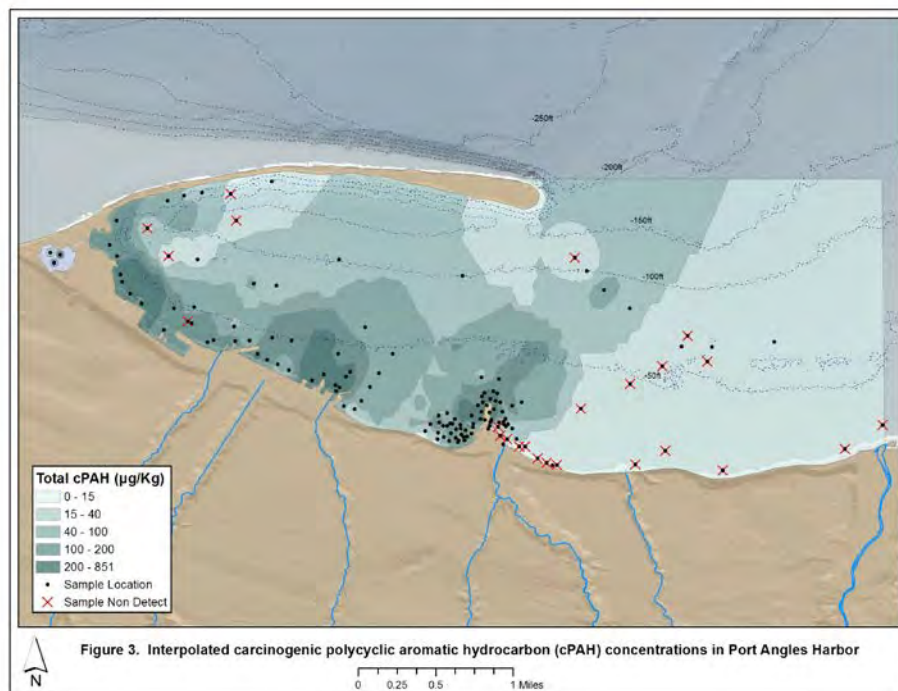 -250ft
-200ft
-150ft
-100ft
-50ft
Total cPAH (µg/Kg)
0 - 15
15 - 40
40 - 100
100 - 200
200 - 851
Sample Location
Sample Non Detect
Figure 3. Interpolated carcinogenic polycyclic aromatic hydrocarbon (cPAH) concentrations in Port Angles Harbor
N
0 0.25 0.5 1 Miles